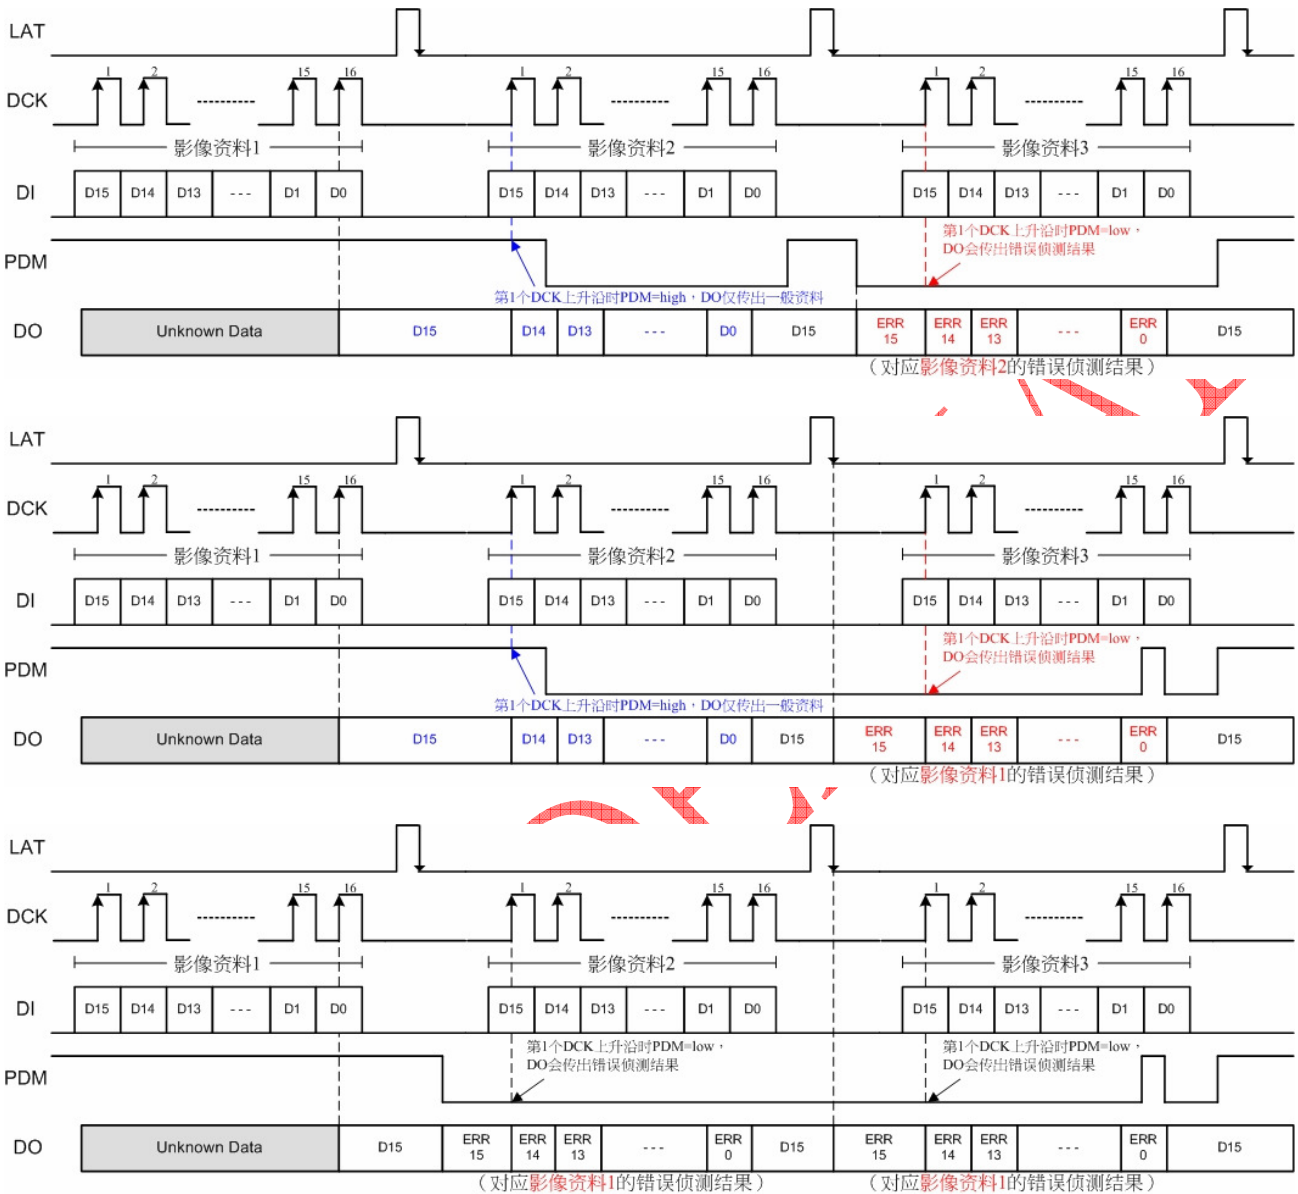 LAT
1 2 15 16 1 2 15 16 1 2 15 16
DCK
影像资料1 影像资料2 影像资料3
DI D15 D14 D13 --- D1 D0 D15 D14 D13 --- D1 D0 D15 D14 D13 --- D1 D0
第1个DCK上升沿时PDM=low，
DO会传出错误侦测结果
PDM
第1个DCK上升沿时PDM=high，DO仅传出一般资料
DO Unknown Data D15 D14 D13 --- D0 D15 ERR 15 ERR 14 ERR 13 --- ERR 0 D15
（对应影像资料2的错误侦测结果）
LAT
1 2 15 16 1 2 15 16 1 2 15 16
DCK
影像资料1 影像资料2 影像资料3
DI D15 D14 D13 --- D1 D0 D15 D14 D13 --- D1 D0 D15 D14 D13 --- D1 D0
第1个DCK上升沿时PDM=low，
DO会传出错误侦测结果
PDM
第1个DCK上升沿时PDM=high，DO仅传出一般资料
DO Unknown Data D15 D14 D13 --- D0 D15 ERR 15 ERR 14 ERR 13 --- ERR 0 D15
（对应影像资料1的错误侦测结果）
LAT
1 2 15 16 1 2 15 16 1 2 15 16
DCK
影像资料1 影像资料2 影像资料3
DI D15 D14 D13 --- D1 D0 D15 D14 D13 --- D1 D0 D15 D14 D13 --- D1 D0
第1个DCK上升沿时PDM=low， 第1个DCK上升沿时PDM=low，
DO会传出错误侦测结果 DO会传出错误侦测结果
PDM
DO Unknown Data D15 ERR 15 ERR 14 ERR 13 --- ERR 0 D15 ERR 15 ERR 14 ERR 13 --- ERR 0 D15
（对应影像资料1的错误侦测结果） （对应影像资料1的错误侦测结果）